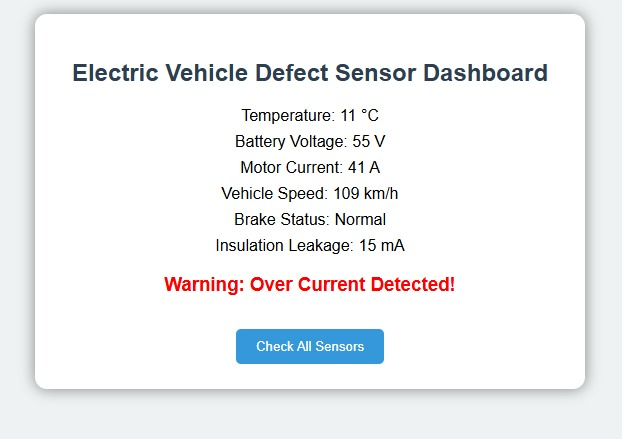 Electric Vehicle Defect Sensor Dashboard
Temperature: 11 °C
Battery Voltage: 55 V
Motor Current: 41 A
Vehicle Speed: 109 km/h
Brake Status: Normal
Insulation Leakage: 15 mA
Warning: Over Current Detected!
Check All Sensors